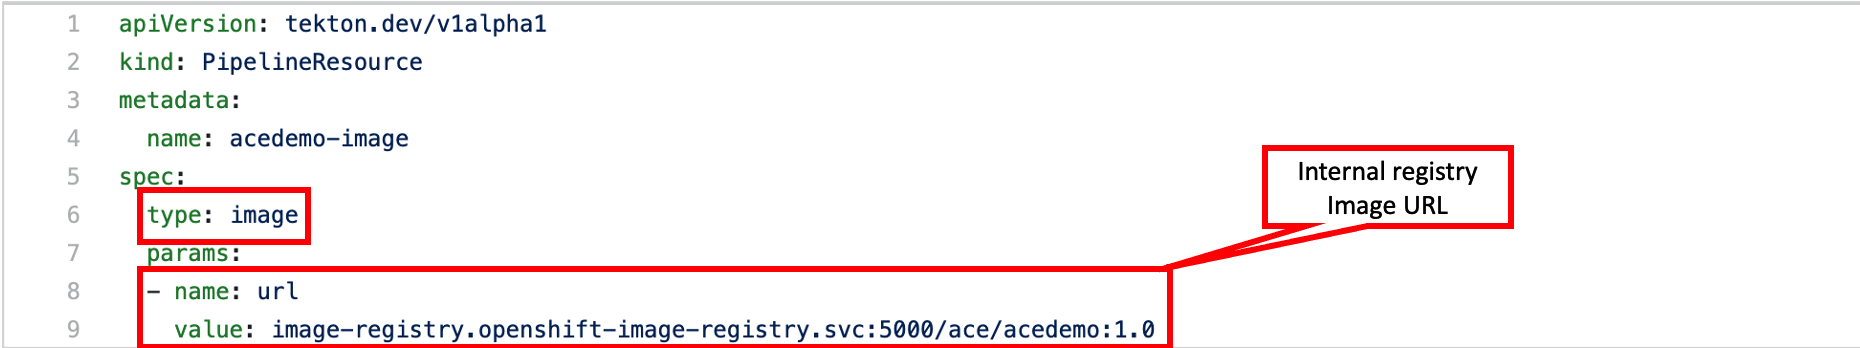 1 apiVersion: tekton.dev/v1alpha1
2 kind: PipelineResource
3 metadata:
4   name: acedemo-image
5 spec:
6   type: image
7   params:
8   - name: url
9     value: image-registry.openshift-image-registry.svc:5000/ace/acedemo:1.0
Internal registry
Image URL